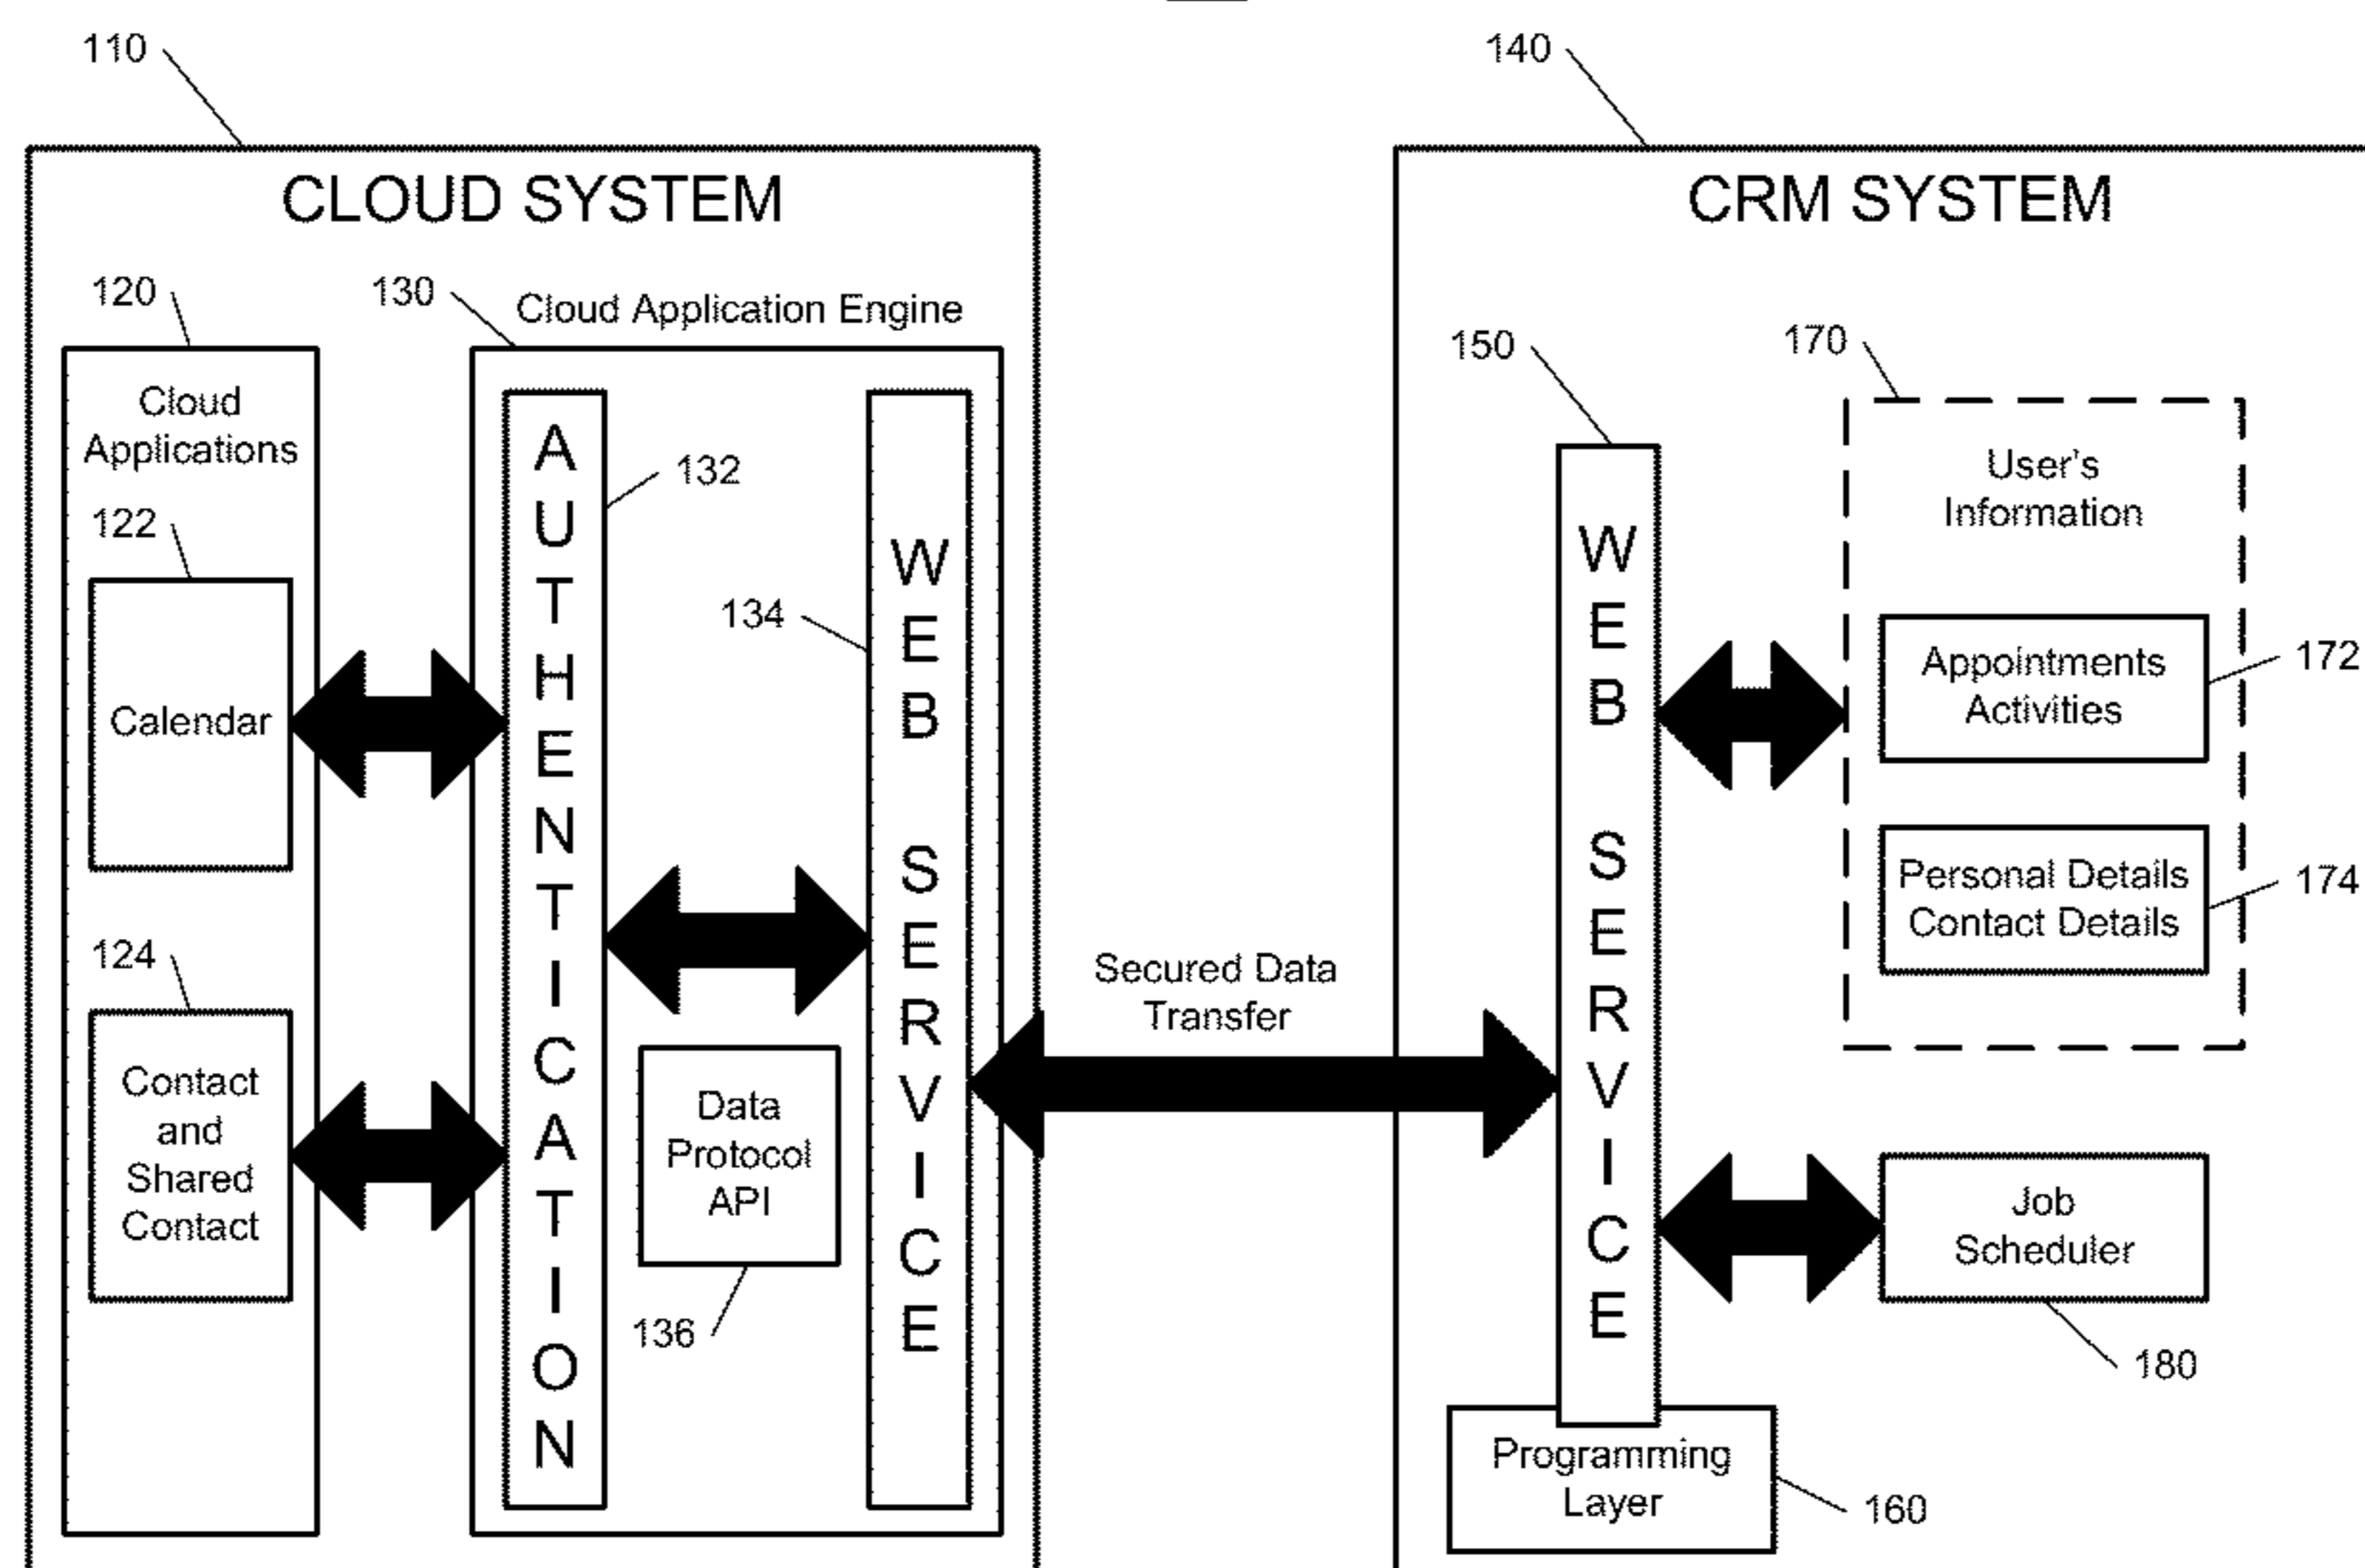 110
140
CLOUD SYSTEM
CRM SYSTEM
120
130
Cloud Application Engine
150
170
Cloud
Applications
AUTHENTICATION
132
User's
Information
122
WEB SERVICE
134
WEB SERVICE
Calendar
Appointments
Activities
172
Personal Details
Contact Details
174
124
Secured Data
Transfer
Contact
and
Shared
Contact
Data
Protocol
API
Job
Scheduler
136
180
Programming
Layer
160